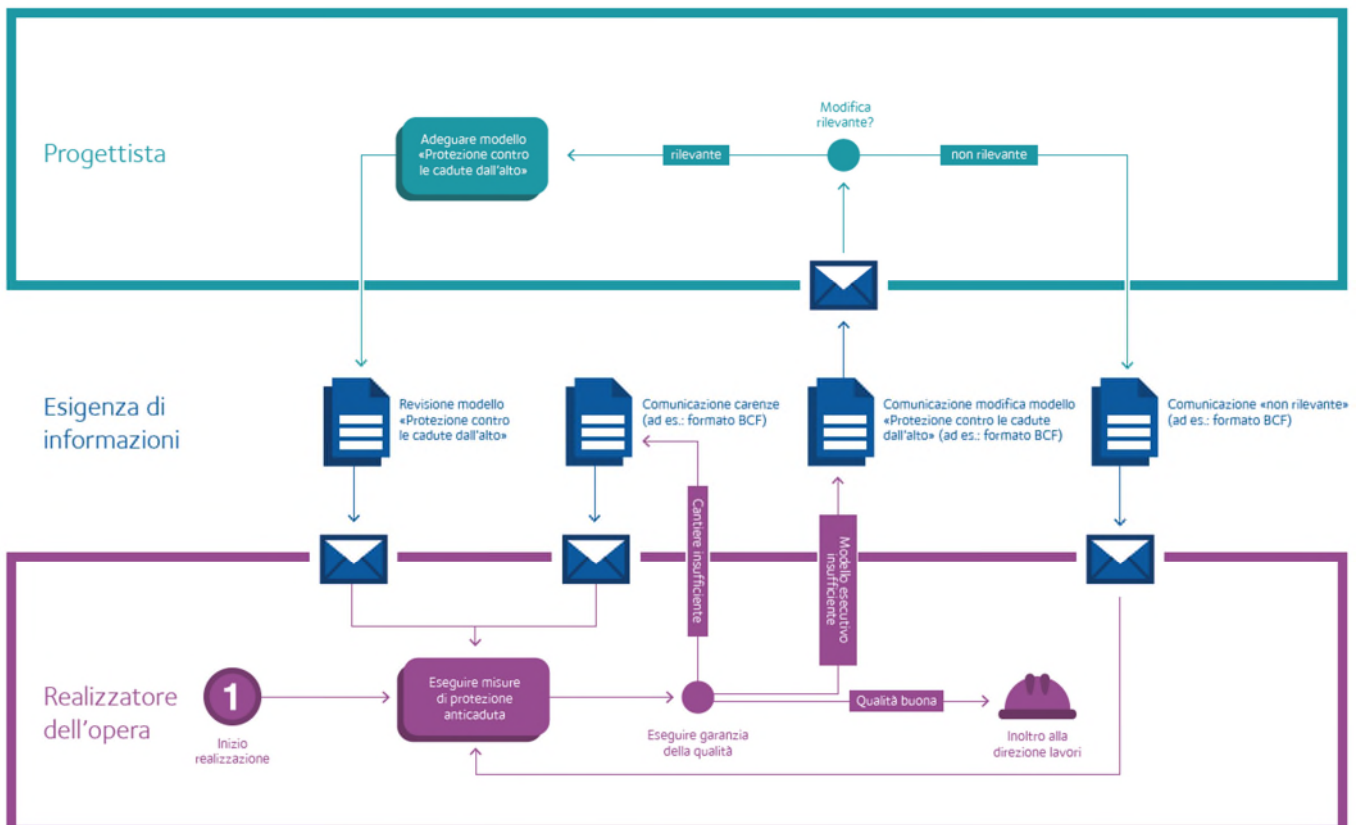 Modifica
rilevante?
Progettista
Adeguare modello
«Protezione contro
le cadute dall'alto»
rilevante
non rilevante
Esigenza di
informazioni
Revisione modello
«Protezione contro
le cadute dall'alto»
Comunicazione carenze
(ad es.: formato BCF)
Comunicazione modifica modello
«Protezione contro le cadute
dall'alto» (ad es.: formato BCF)
Comunicazione «non rilevante»
(ad es.: formato BCF)
Cantiere insufficiente
Modello esecutivo
insufficiente
Realizzatore
dell'opera
1
Inizio
realizzazione
Eseguire misure
di protezione
anticaduta
Eseguire garanzia
della qualità
Qualità buona
Inoltro alla
direzione lavori